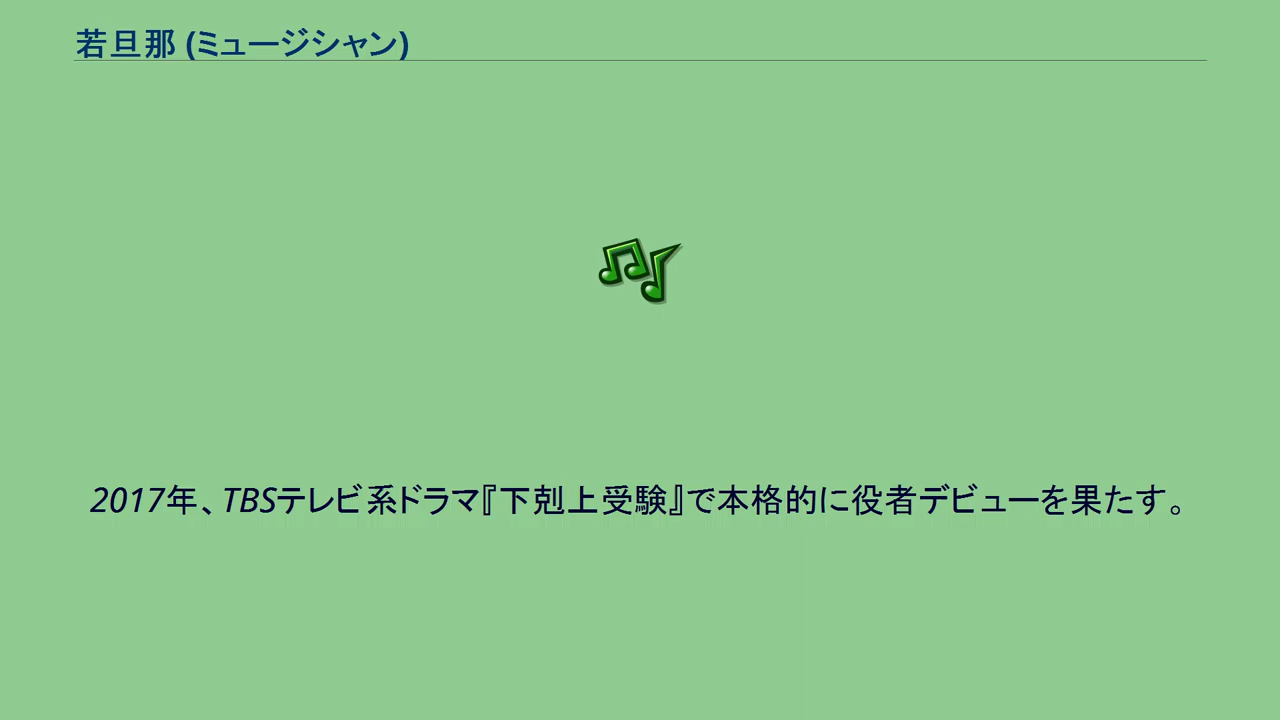 若旦那 (ミュージシャン)
2017年、TBSテレビ系ドラマ『下剋上受験』で本格的に役者デビューを果たす。